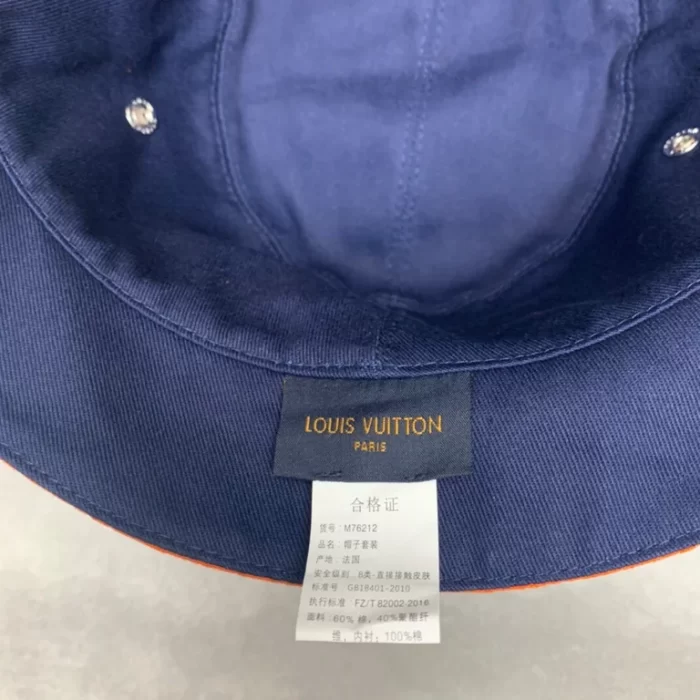 LOUIS VUITTON
PARIS
合格证
货号: M76212
品名: 帽子套装
产地: 法国
安全级别: B类-直接接触皮肤
标准号: GB18401-2010
执行标准: FZ/T 82002-2016
面料: 60% 棉, 40%聚酯纤
维, 内衬: 100%棉